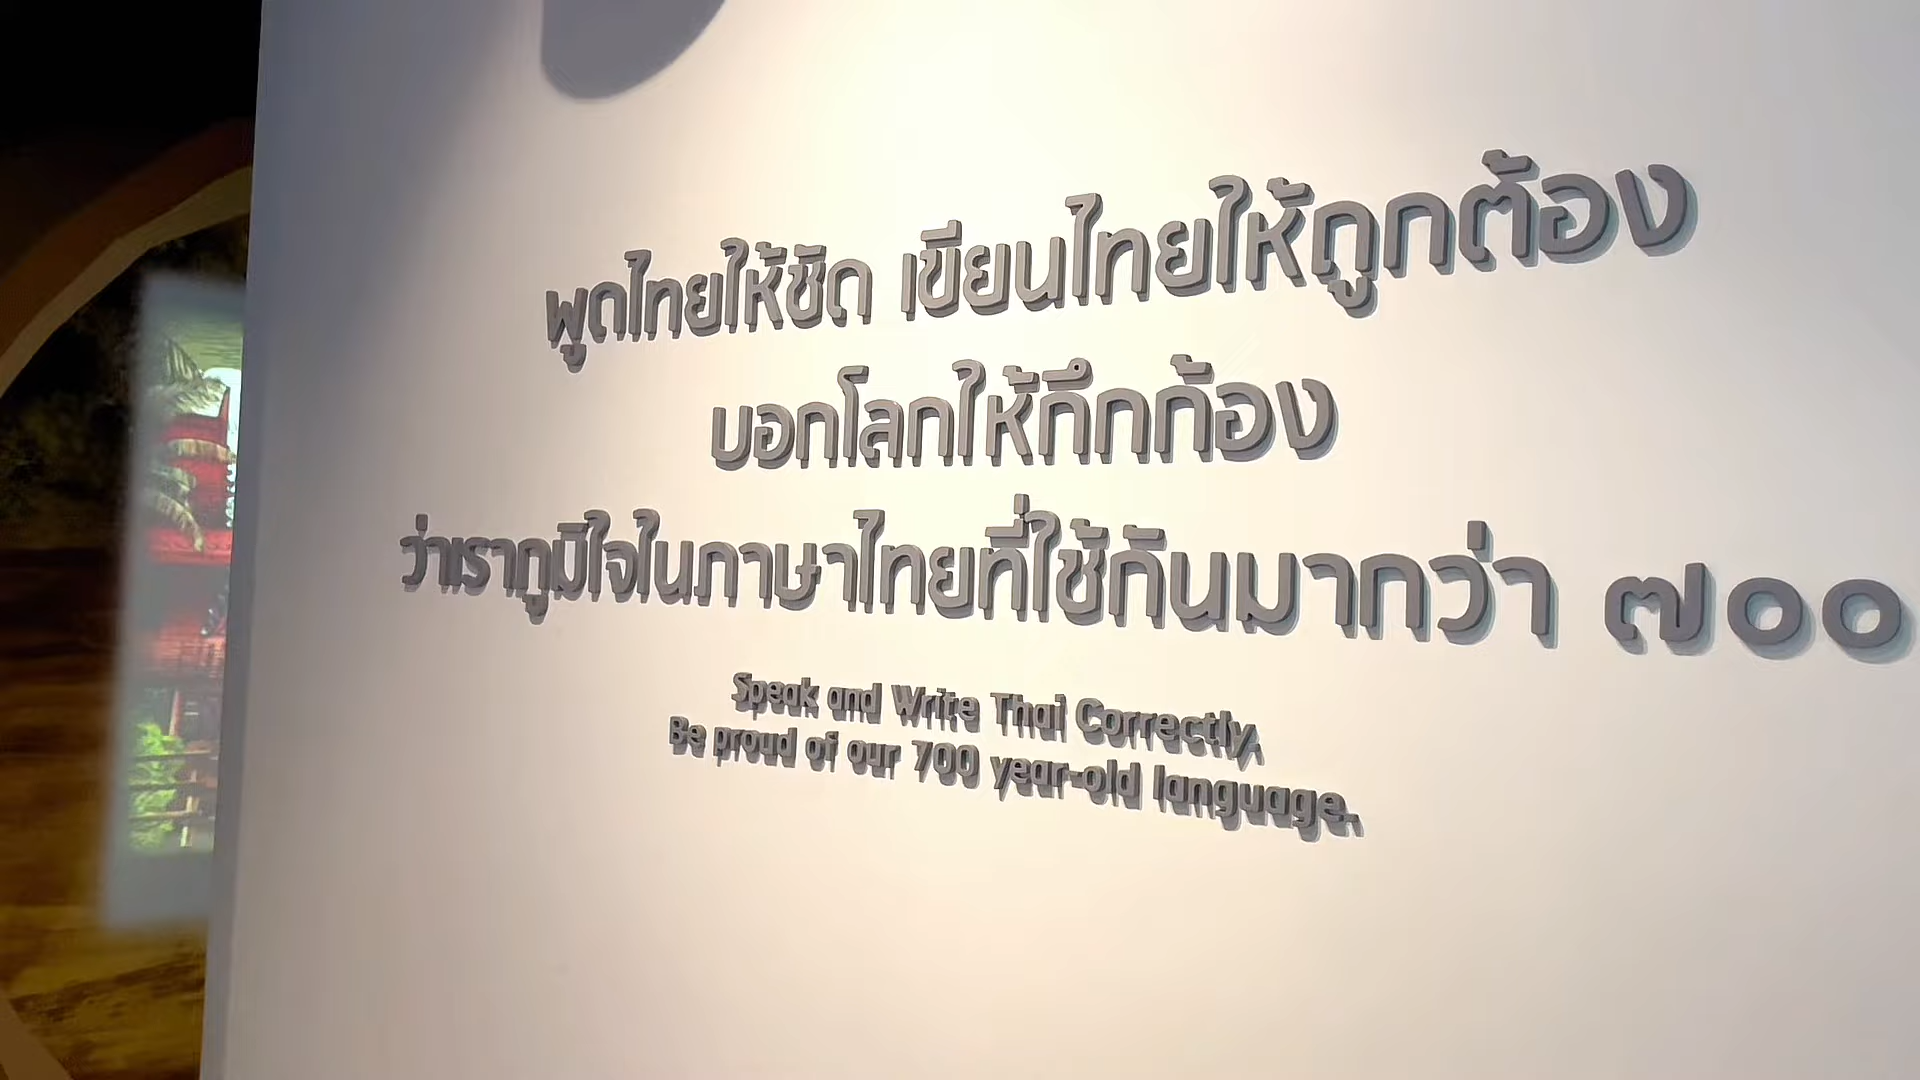 พูดไทยให้ชัด เขียนไทยให้ถูกต้อง
บอกโลกให้กึกก้อง
ว่าเราภูมิใจในภาษาไทยที่ใช้กันมากว่า ๗๐๐
Speak and Write Thai Correctly.
Be proud of our 700 year-old language.